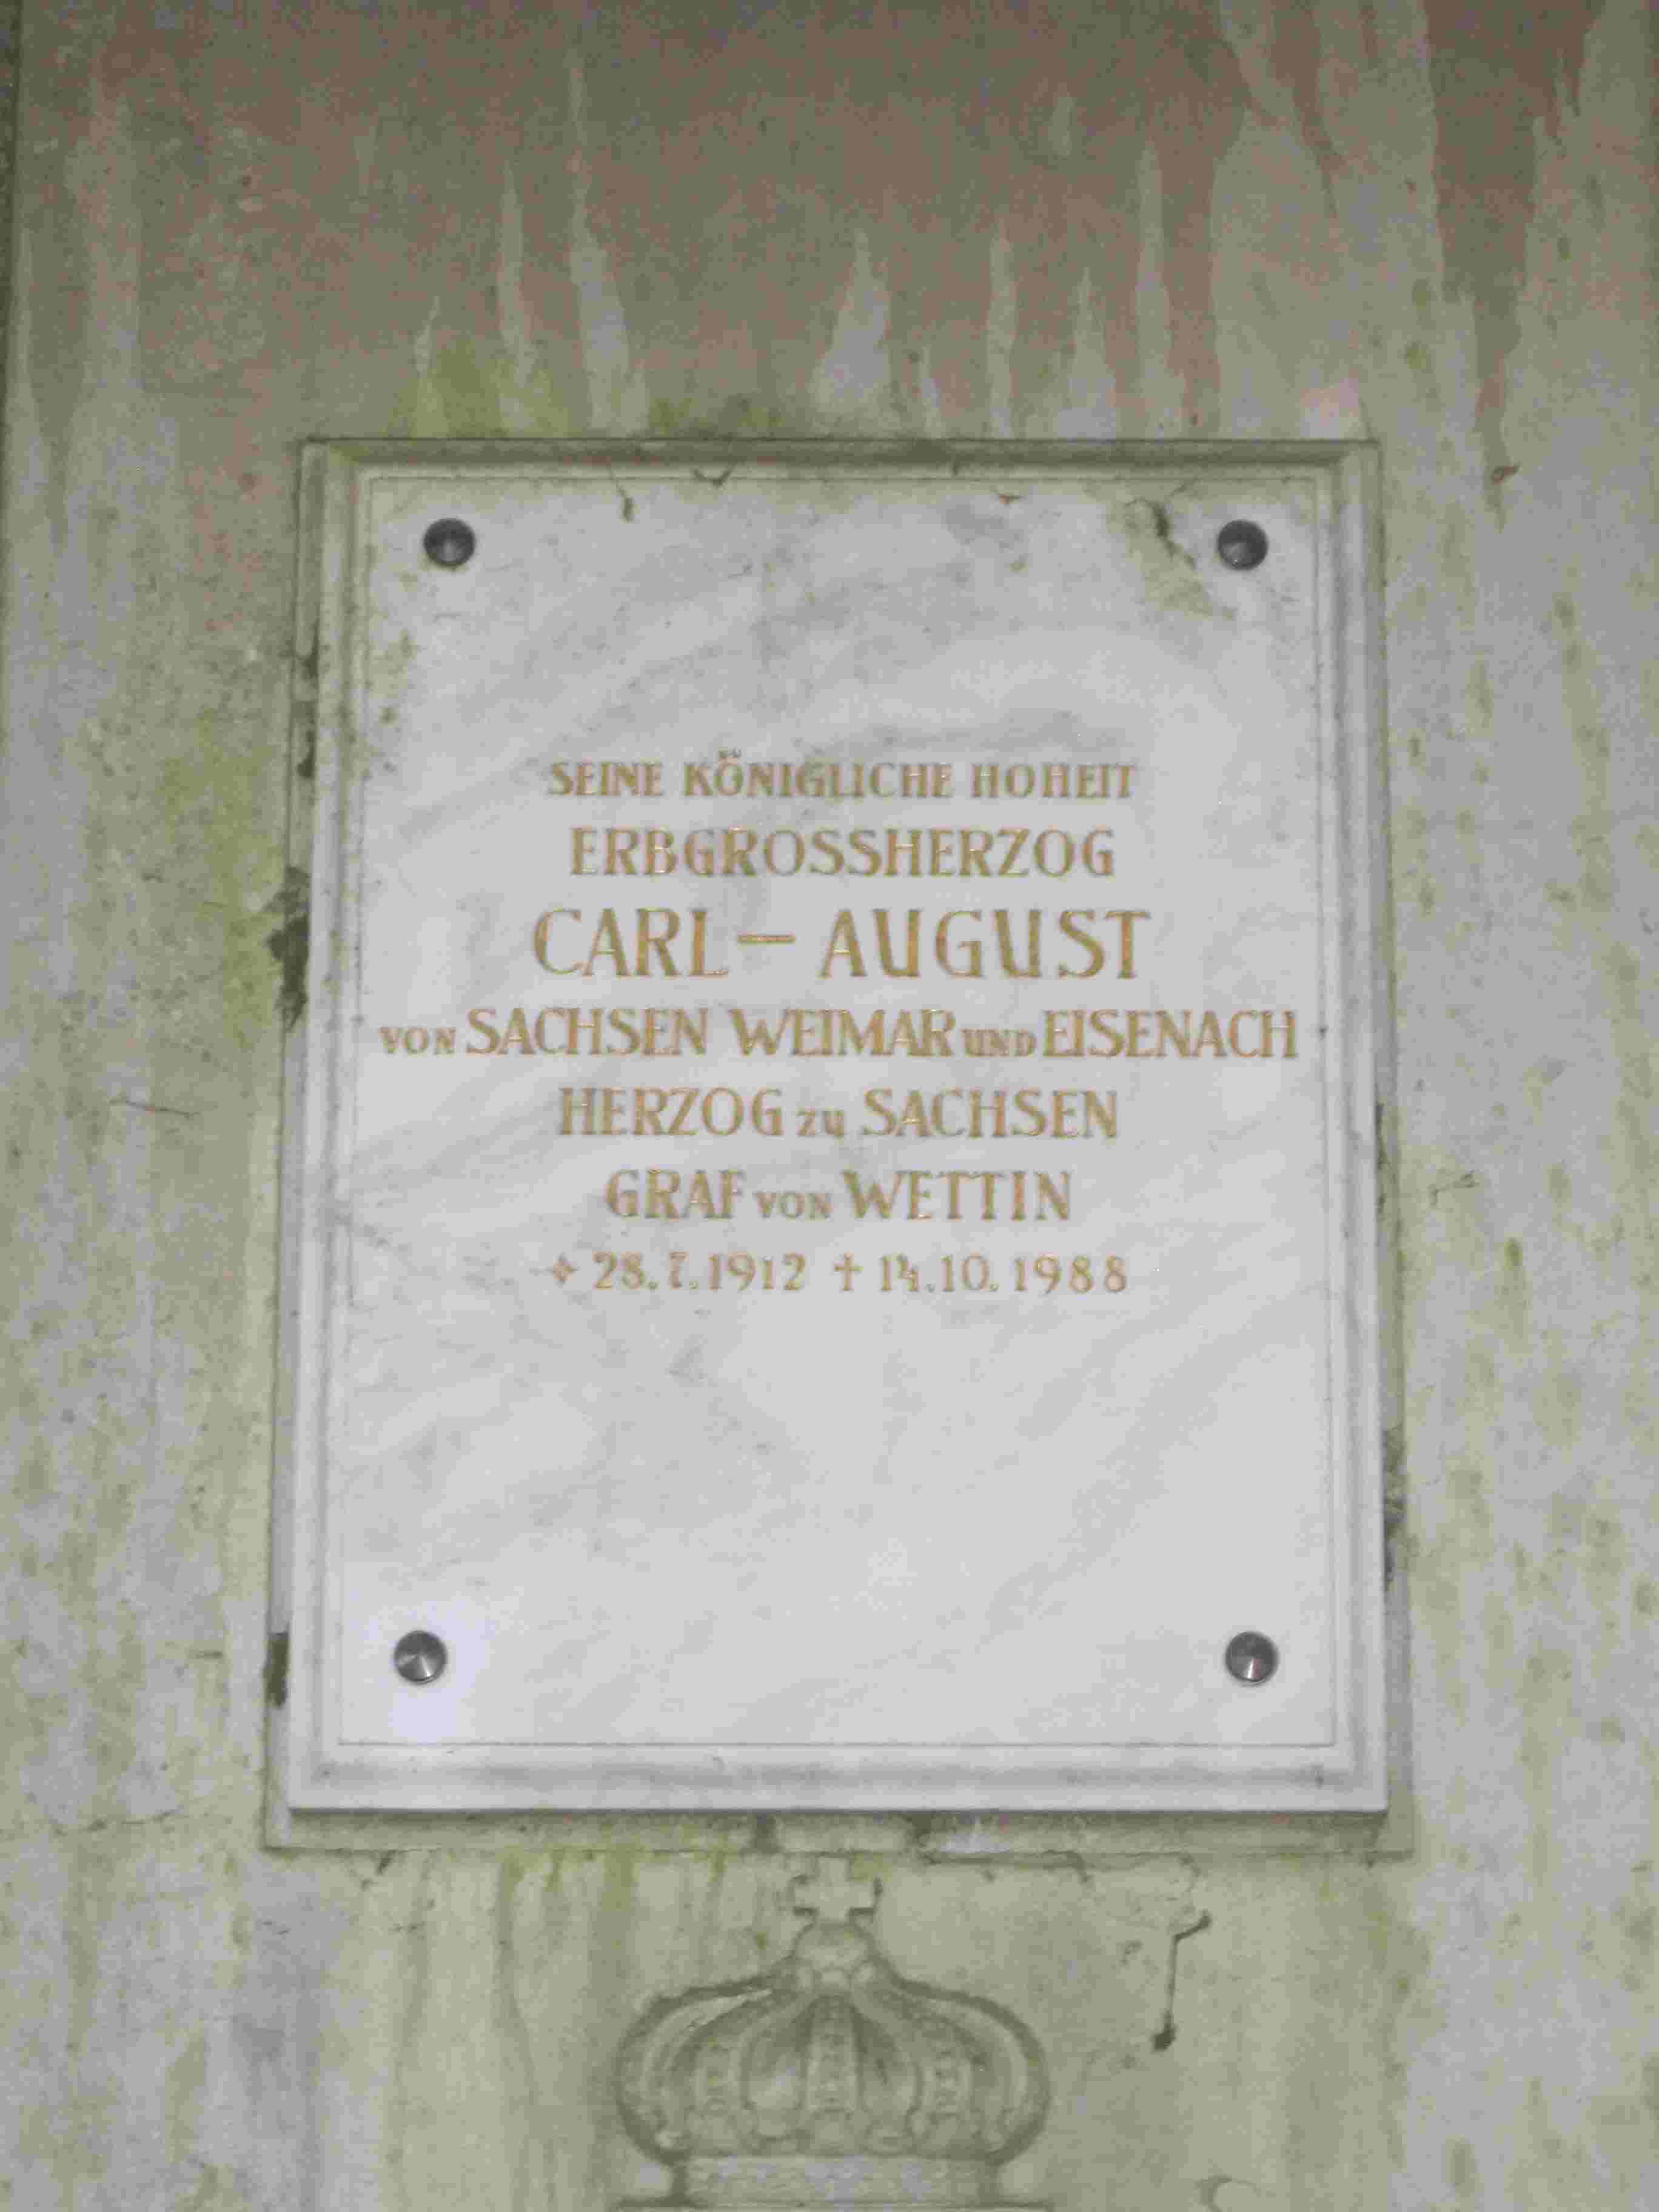 SEINE KÖNIGLICHE HOHEIT
ERBGROSSHERZOG
CARL – AUGUST
VON SACHSEN WEIMAR UND EISENACH
HERZOG ZU SACHSEN
GRAF VON WETTIN
✧ 28.7.1912 † 14.10.1988